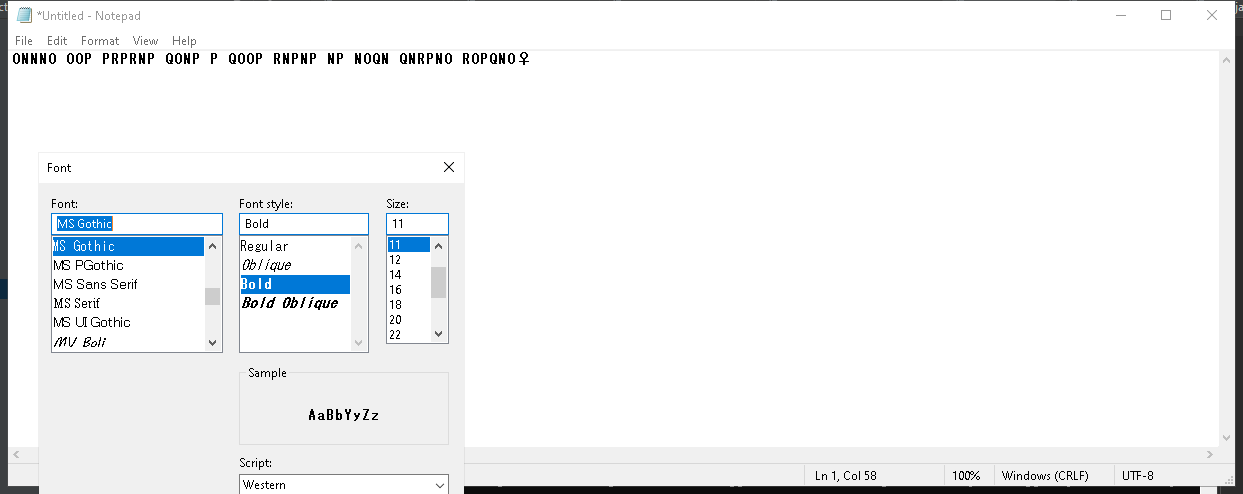 *Untitled - Notepad
File Edit Format View Help
ONNNO OOP PRPRNP QONP P QOOP RNPNP NP NOQN QNRPNO ROPQNO♀
Font
Font: Font style: Size:
MS Gothic Bold 11
MS Gothic Regular 11
MS PGothic Oblique 12
MS Sans Serif Bold 14
MS Serif Bold Oblique 16
MS UI Gothic 18
MV Boli 20
22
Sample
AaBbYyZz
Script:
Western
Ln 1, Col 58 100% Windows (CRLF) UTF-8